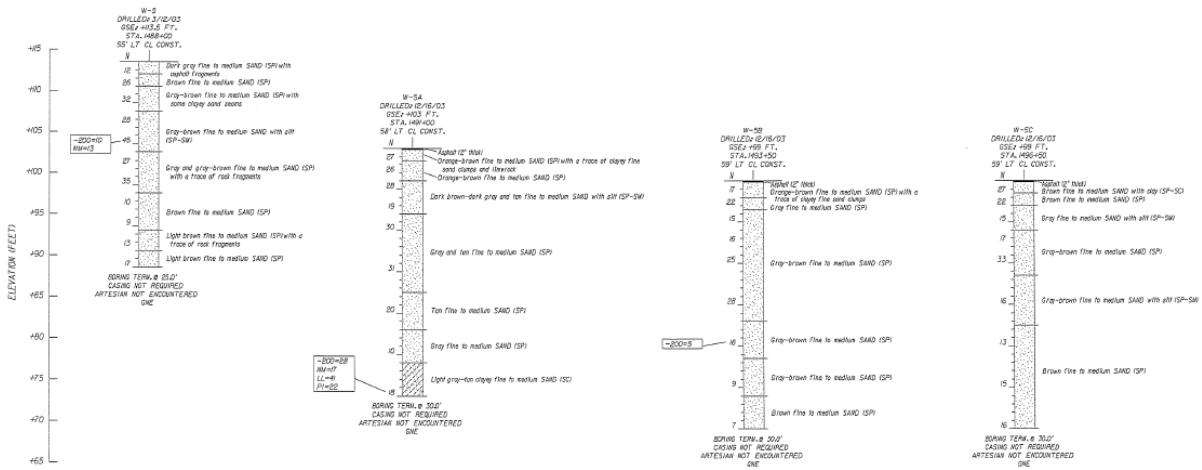 W-5
DRILLED: 3/12/03
GSE: +113.5 FT.
STA. 1488+00
55' LT CL CONST.
N
12
26
32
28
45
27
35
10
9
13
17
Dark gray fine to medium SAND (SP) with
asphalt fragments
Brown fine to medium SAND (SP)
Gray-brown fine to medium SAND (SP) with
some clayey sand seams
Gray-brown fine to medium SAND with silt
(SP-SM)
Gray and gray-brown fine to medium SAND (SP)
with a trace of rock fragments
Brown fine to medium SAND (SP)
Light brown fine to medium SAND (SP) with a
trace of rock fragments
Light brown fine to medium SAND (SP)
-200=10
NM=13
BORING TERM. @ 25.0'
CASING NOT REQUIRED
ARTESIAN NOT ENCOUNTERED
GNE
W-5A
DRILLED: 12/16/03
GSE: +103 FT.
STA. 1491+00
58' LT CL CONST.
N
27
26
28
19
30
31
20
10
18
Asphalt (2" thick)
Orange-brown fine to medium SAND (SP) with a trace of clayey fine
sand clumps and limerock
Orange-brown fine to medium SAND (SP)
Dark brown-dark gray and tan fine to medium SAND with silt (SP-SM)
Gray and tan fine to medium SAND (SP)
Tan fine to medium SAND (SP)
Gray fine to medium SAND (SP)
Light gray-tan clayey fine to medium SAND (SC)
-200=28
NM=17
LL=41
PI=22
BORING TERM. @ 30.0'
CASING NOT REQUIRED
ARTESIAN NOT ENCOUNTERED
GNE
W-5B
DRILLED: 12/16/03
GSE: +99 FT.
STA. 1493+50
59' LT CL CONST.
N
17
22
15
16
25
28
16
9
7
Asphalt (2" thick)
Orange-brown fine to medium SAND (SP) with a
trace of clayey fine sand clumps
Gray fine to medium SAND (SP)
Gray-brown fine to medium SAND (SP)
Gray-brown fine to medium SAND (SP)
Gray-brown fine to medium SAND (SP)
Brown fine to medium SAND (SP)
-200=5
BORING TERM. @ 30.0'
CASING NOT REQUIRED
ARTESIAN NOT ENCOUNTERED
GNE
W-5C
DRILLED: 12/16/03
GSE: +99 FT.
STA. 1496+50
59' LT CL CONST.
N
27
22
15
17
33
16
13
15
16
Asphalt (2" thick)
Brown fine to medium SAND with clay (SP-SC)
Brown fine to medium SAND (SP)
Gray fine to medium SAND with silt (SP-SM)
Gray-brown fine to medium SAND (SP)
Gray-brown fine to medium SAND with silt (SP-SM)
Brown fine to medium SAND (SP)
BORING TERM. @ 30.0'
CASING NOT REQUIRED
ARTESIAN NOT ENCOUNTERED
GNE
ELEVATION (FEET)
+115
+110
+105
+100
+95
+90
+85
+80
+75
+70
+65